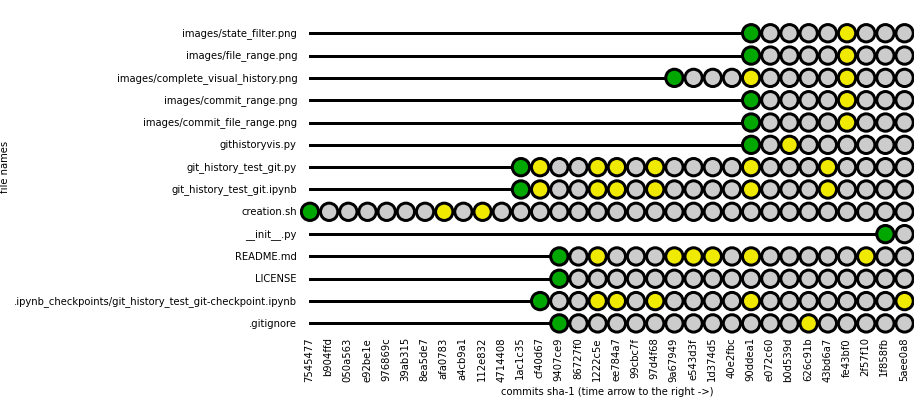 images/state_filter.png
images/file_range.png
images/complete_visual_history.png
images/commit_range.png
images/commit_file_range.png
githistoryvis.py
git_history_test_git.py
git_history_test_git.ipynb
creation.sh
__init__.py
README.md
LICENSE
.ipynb_checkpoints/git_history_test_git-checkpoint.ipynb
.gitignore
file names
7545477
b904ffd
050a563
e92be1e
976869c
39ab315
8ea5de7
afa0783
a4cb9a1
112e832
4714408
1ac1c35
cf40d67
9407ce9
86727f0
1222c5e
ee784a7
99cbc7f
97d4f68
9a67949
e543d3f
1d374d5
40e2fbc
90ddea1
e072c60
b0d539d
626c91b
43bd6a7
fe43bf0
2f57f10
1f858fb
5aee0a8
commits sha-1 (time arrow to the right ->)